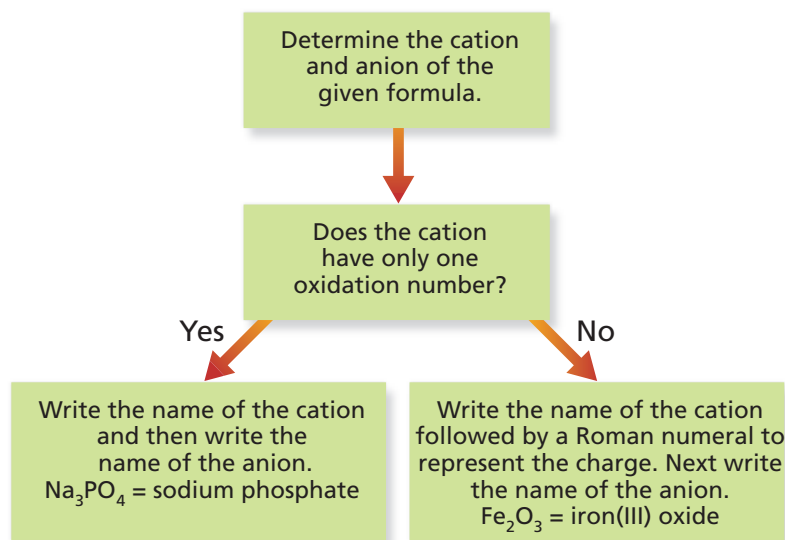 Determine the cation
and anion of the
given formula.
Does the cation
have only one
oxidation number?
Yes
No
Write the name of the cation
and then write the
name of the anion.
Na₃PO₄ = sodium phosphate
Write the name of the cation
followed by a Roman numeral to
represent the charge. Next write
the name of the anion.
Fe₂O₃ = iron(III) oxide